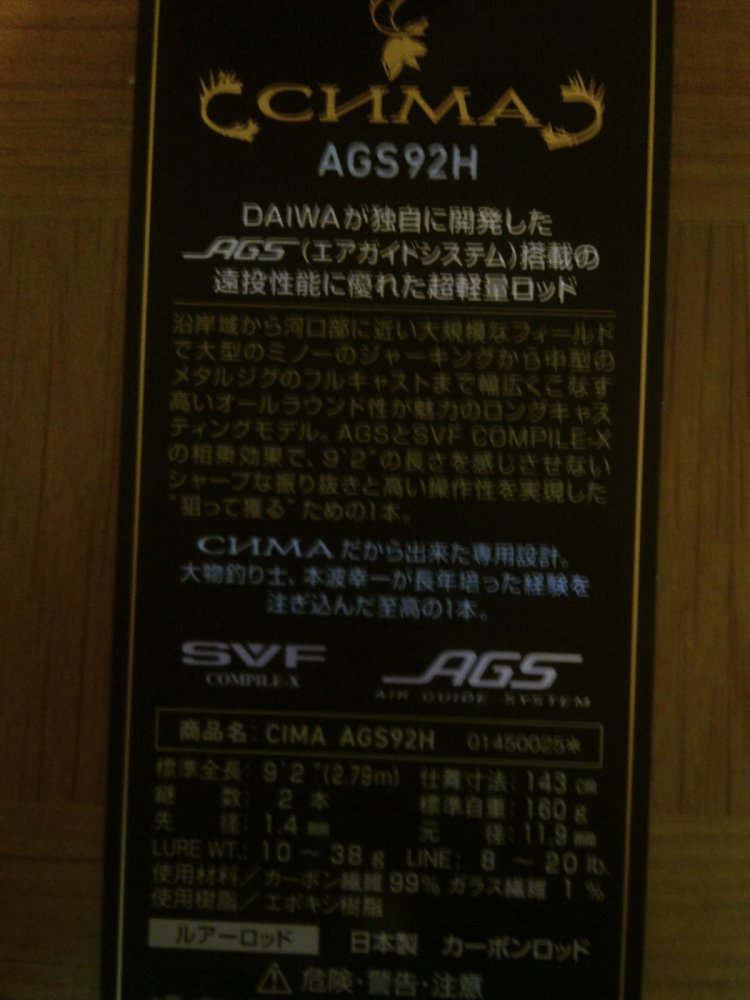 CИMA
AGS92H
DAIWAが独自に開発した
AGS(エアガイドシステム)搭載の
遠投性能に優れた超軽量ロッド
沿岸域から河口部に近い大規模なフィールド
で大型のミノーのジャーキングから中型の
メタルジグのフルキャストまで幅広くこなす
高いオールラウンド性が魅力のロングキャス
ティングモデル。AGSとSVF COMPILE-X
の相乗効果で、9'2"の長さを感じさせない
シャープな振り抜きと高い操作性を実現した
"狙って獲る"ための1本。
CИMAだから出来た専用設計。
大物釣り士、本波幸一が長年培った経験を
注ぎ込んだ至高の1本。
SVF AGS
COMPILE-X AIR GUIDE SYSTEM
商品名: CIMA AGS92H 01450025*
標準全長: 9'2"(2.79m) 仕舞寸法: 143 cm
継 数: 2 本 標準自重: 160 g
先 径: 1.4 mm 元 径: 11.9 mm
LURE WT.: 10 ~ 38 g LINE: 8 ~ 20 lb.
使用材料/カーボン繊維 99% ガラス繊維 1 %
使用樹脂/エポキシ樹脂
ルアーロッド 日本製 カーボンロッド
危険・警告・注意